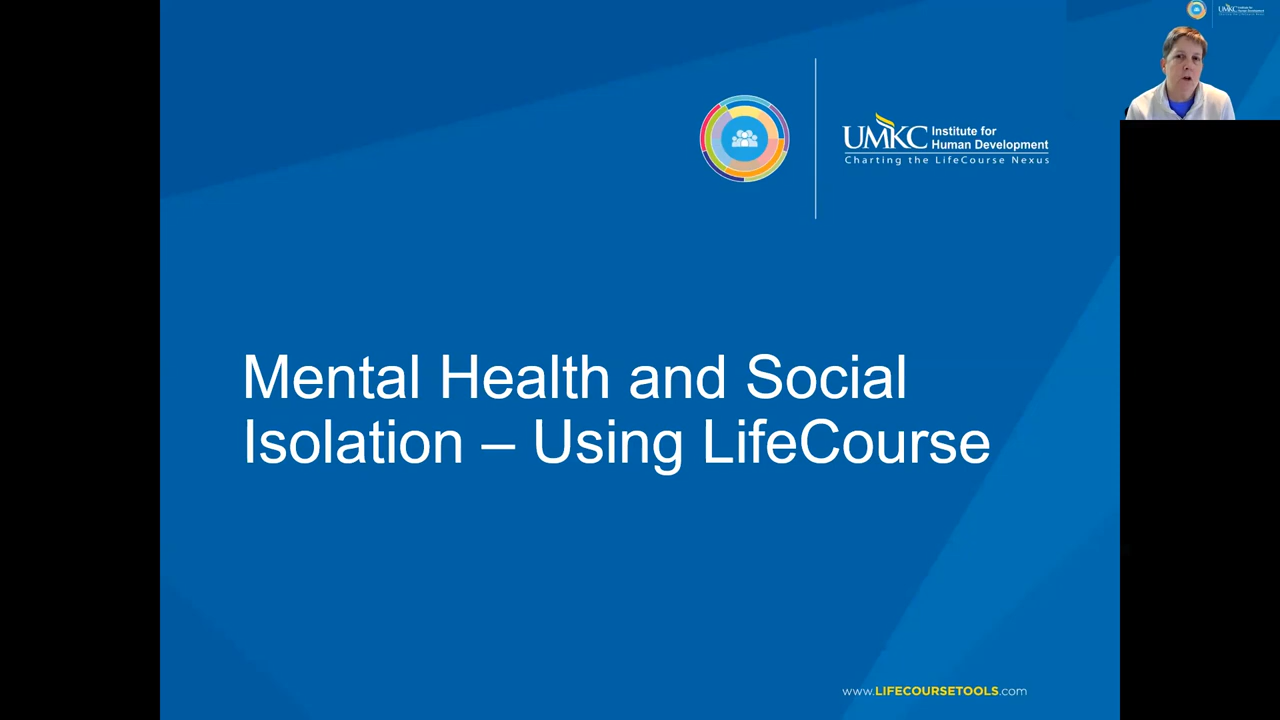 UMKC Institute for
Human Development
Charting the LifeCourse Nexus
Mental Health and Social
Isolation – Using LifeCourse
www.LIFECOURSETOOLS.com